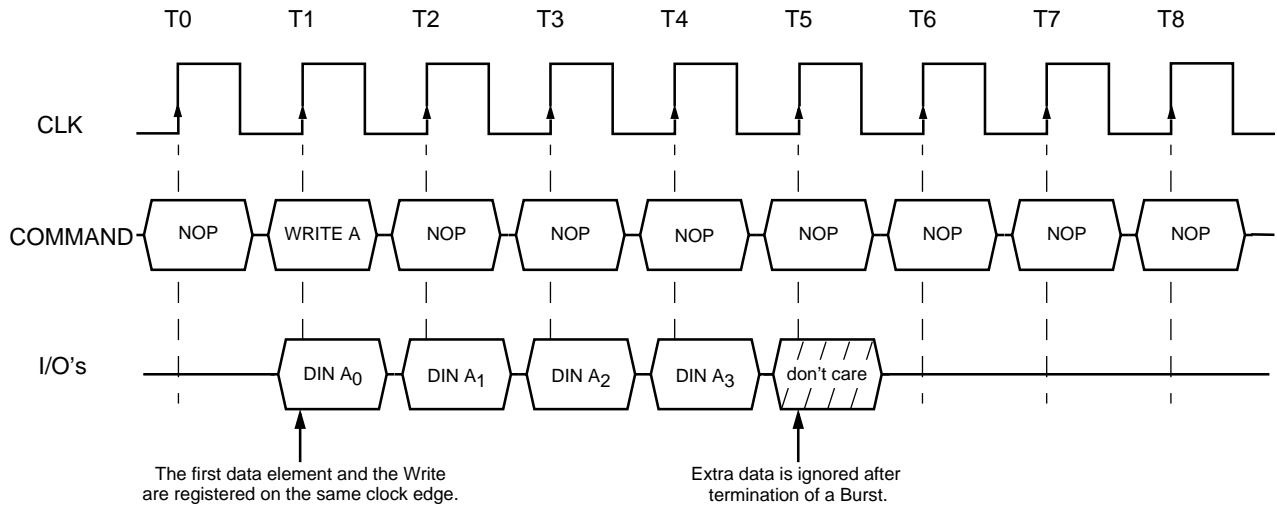 T0 T1 T2 T3 T4 T5 T6 T7 T8
CLK
COMMAND NOP WRITE A NOP NOP NOP NOP NOP NOP NOP
I/O's DIN A0 DIN A1 DIN A2 DIN A3 don't care
The first data element and the Write
are registered on the same clock edge.
Extra data is ignored after
termination of a Burst.